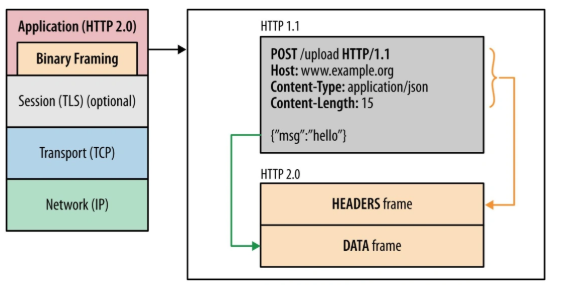 Application (HTTP 2.0)
Binary Framing
Session (TLS) (optional)
Transport (TCP)
Network (IP)
HTTP 1.1
POST /upload HTTP/1.1
Host: www.example.org
Content-Type: application/json
Content-Length: 15
{"msg":"hello"}
HTTP 2.0
HEADERS frame
DATA frame